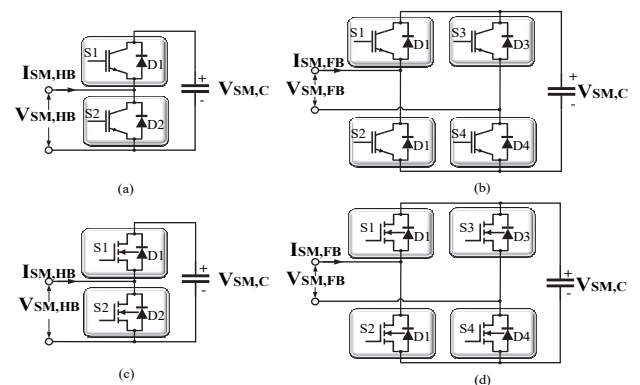 S1
D1
ISM,HB
VSM,HB
S2
D2
+
-
VSM,C
(a)
S1
D1
S3
D3
ISM,FB
VSM,FB
S2
D1
S4
D4
+
-
VSM,C
(b)
S1
D1
ISM,HB
VSM,HB
S2
D2
+
-
VSM,C
(c)
S1
D1
S3
D3
ISM,FB
VSM,FB
S2
D1
S4
D4
+
-
VSM,C
(d)